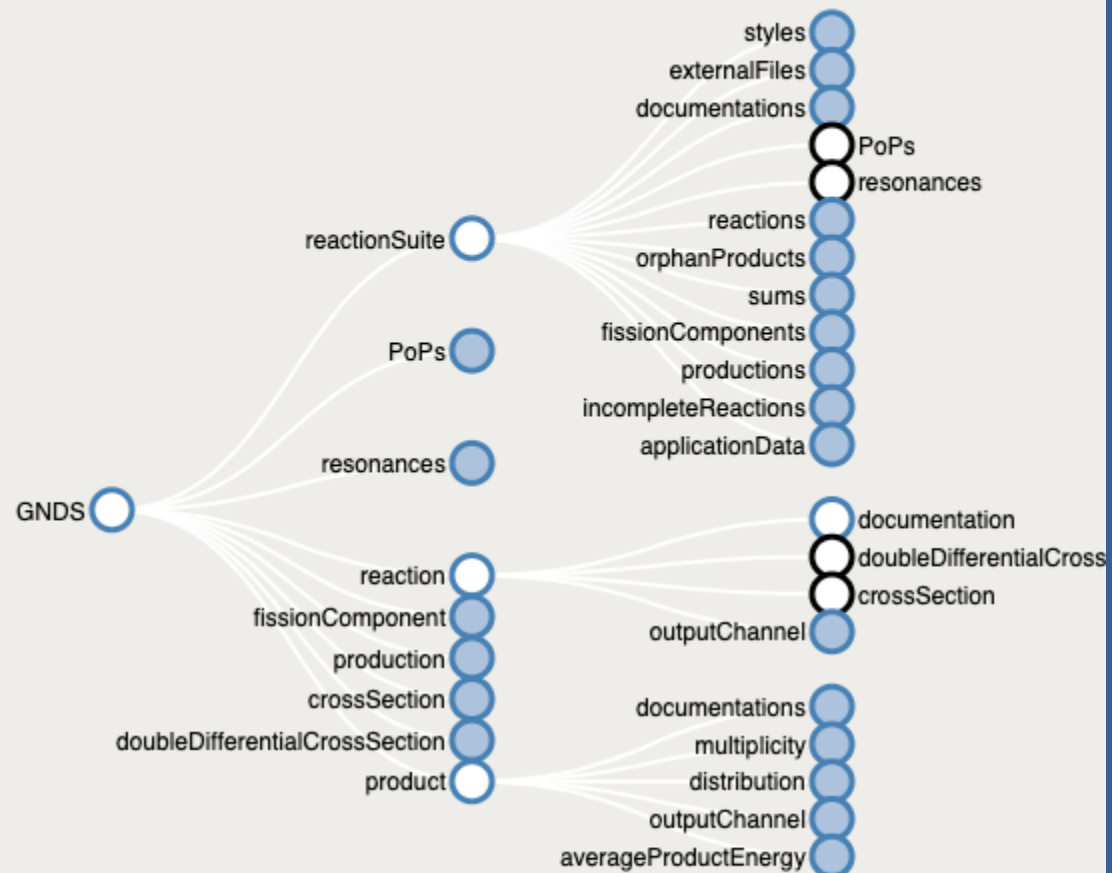 GNDS
reactionSuite
PoPs
resonances
reaction
fissionComponent
production
crossSection
doubleDifferentialCrossSection
product
styles
externalFiles
documentations
PoPs
resonances
reactions
orphanProducts
sums
fissionComponents
productions
incompleteReactions
applicationData
documentation
doubleDifferentialCross
crossSection
outputChannel
documentations
multiplicity
distribution
outputChannel
averageProductEnergy